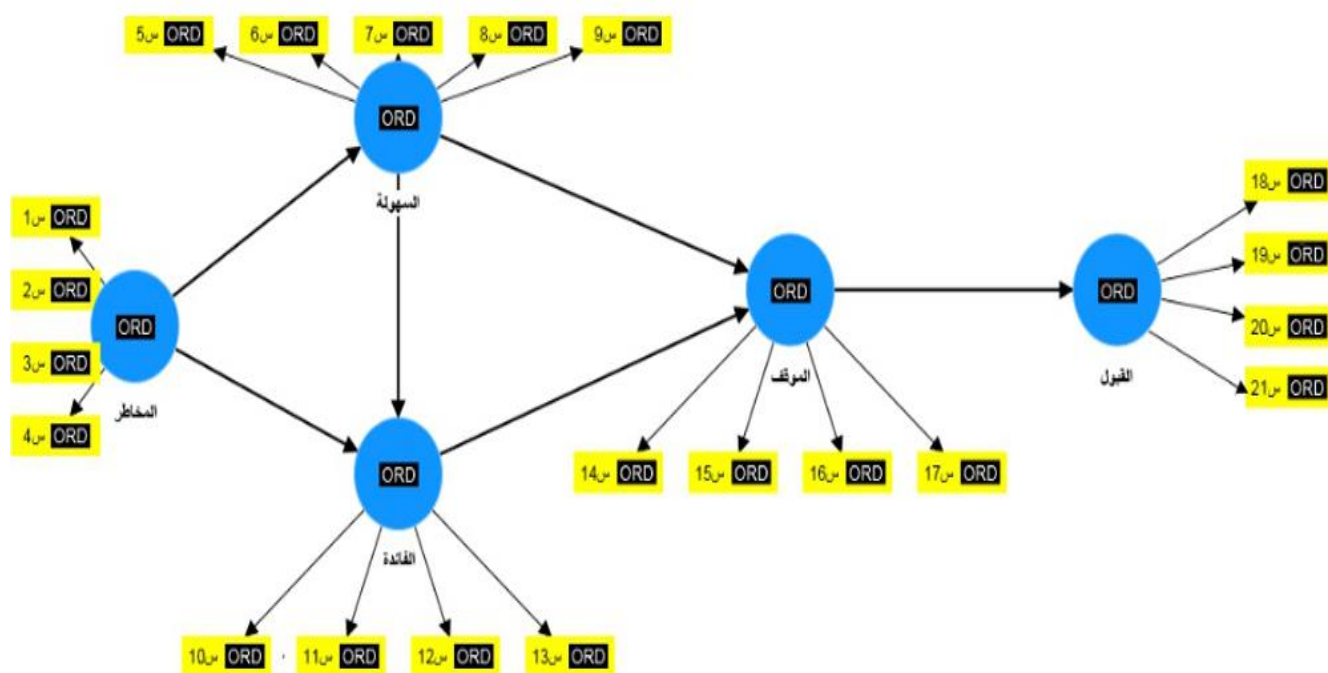 س5 ORD
س6 ORD
س7 ORD
س8 ORD
س9 ORD
ORD
السهولة
س1 ORD
س2 ORD
س3 ORD
س4 ORD
ORD
المخاطر
ORD
الموقف
ORD
القبول
س18 ORD
س19 ORD
س20 ORD
س21 ORD
س14 ORD
س15 ORD
س16 ORD
س17 ORD
ORD
الفائدة
س10 ORD
س11 ORD
س12 ORD
س13 ORD